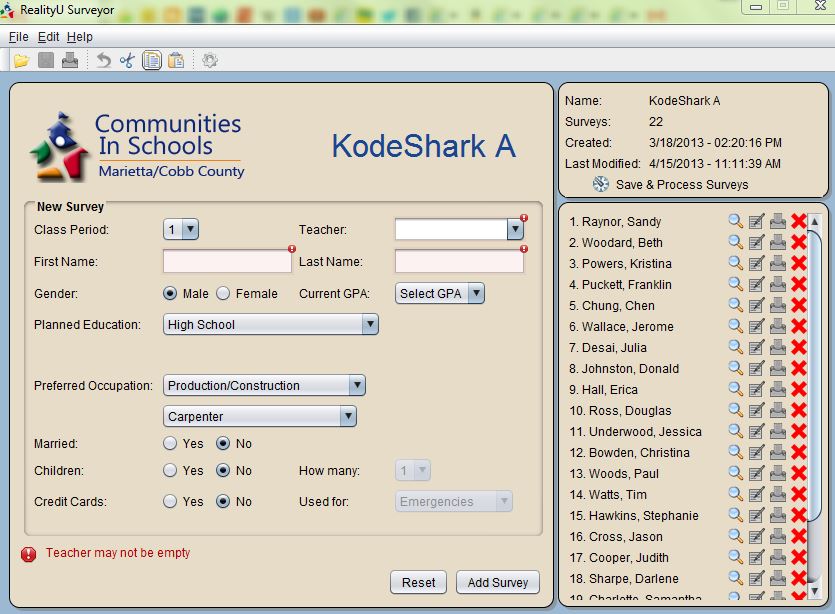 RealityU Surveyor
File Edit Help
Communities
In Schools
Marietta/Cobb County
KodeShark A
New Survey
Class Period: 1 Teacher:
First Name: Last Name:
Gender: Male Female Current GPA: Select GPA
Planned Education: High School
Preferred Occupation: Production/Construction
Carpenter
Married: Yes No
Children: Yes No How many: 1
Credit Cards: Yes No Used for: Emergencies
Teacher may not be empty
Reset Add Survey
Name: KodeShark A
Surveys: 22
Created: 3/18/2013 - 02:20:16 PM
Last Modified: 4/15/2013 - 11:11:39 AM
Save & Process Surveys
1. Raynor, Sandy
2. Woodard, Beth
3. Powers, Kristina
4. Puckett, Franklin
5. Chung, Chen
6. Wallace, Jerome
7. Desai, Julia
8. Johnston, Donald
9. Hall, Erica
10. Ross, Douglas
11. Underwood, Jessica
12. Bowden, Christina
13. Woods, Paul
14. Watts, Tim
15. Hawkins, Stephanie
16. Cross, Jason
17. Cooper, Judith
18. Sharpe, Darlene
19. Charlotte, Samantha